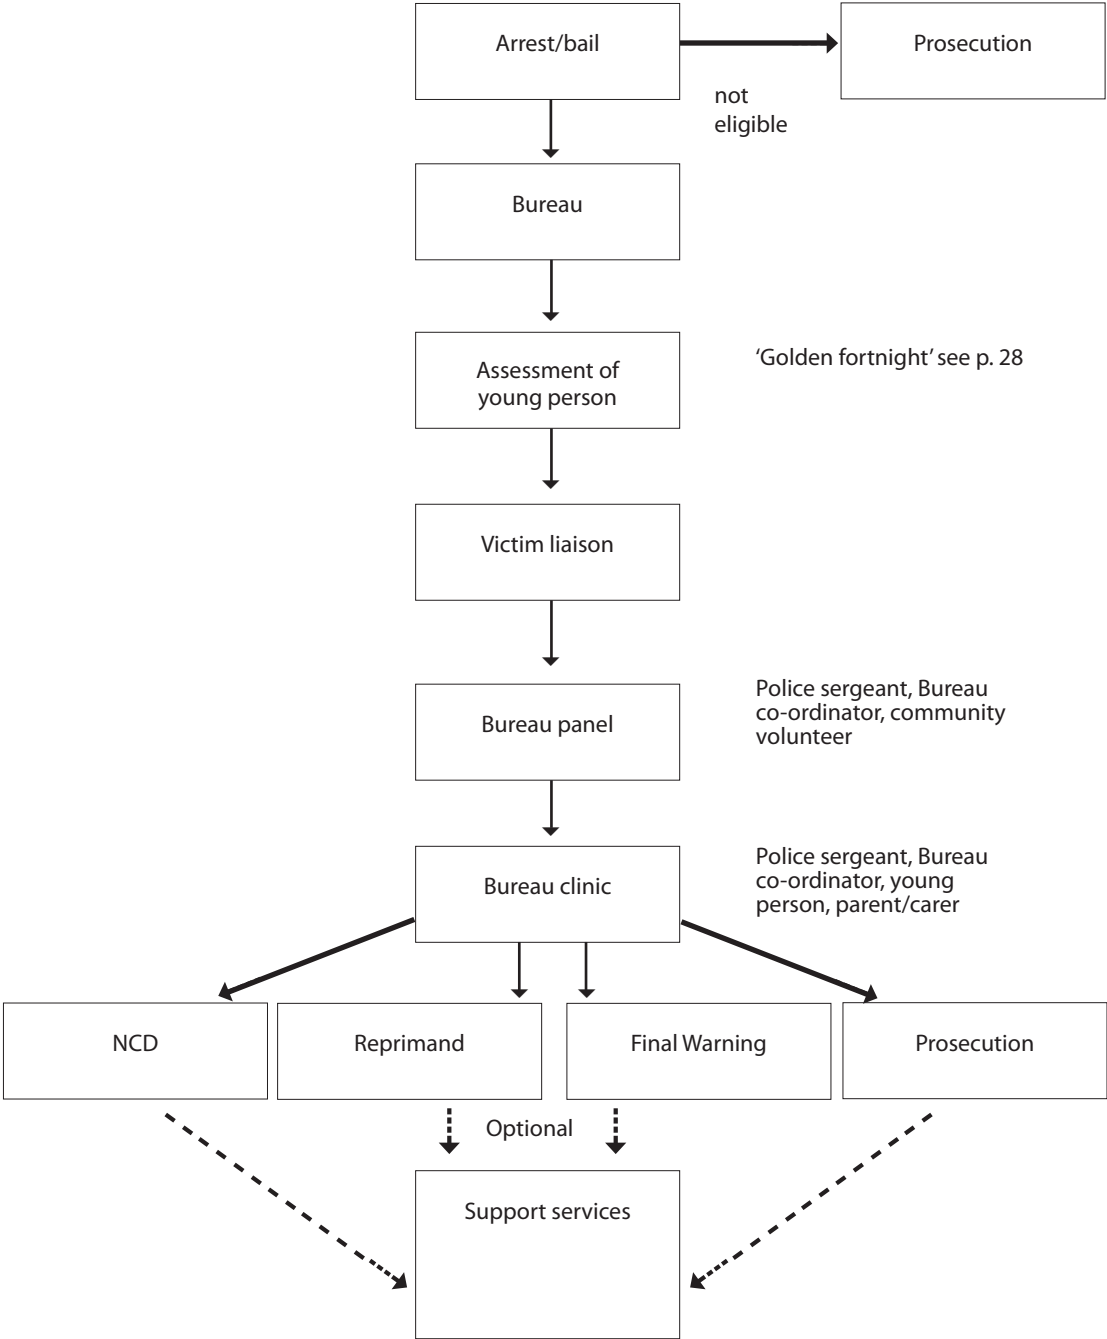 Arrest/bail
Prosecution
not
eligible
Bureau
Assessment of
young person
‘Golden fortnight’ see p. 28
Victim liaison
Bureau panel
Police sergeant, Bureau
co-ordinator, community
volunteer
Bureau clinic
Police sergeant, Bureau
co-ordinator, young
person, parent/carer
NCD
Reprimand
Final Warning
Prosecution
Optional
Support services